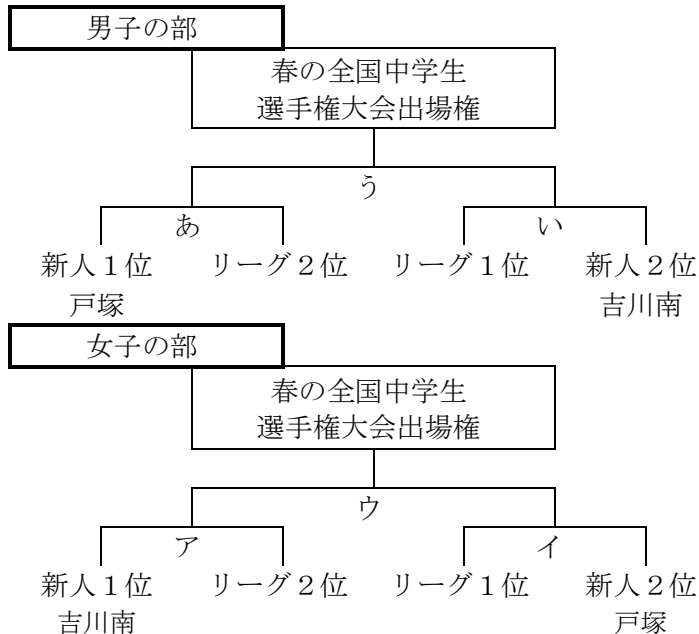 男子の部
春の全国中学生
選手権大会出場権
う
あ い
新人１位 リーグ２位 リーグ１位 新人２位
戸塚 吉川南
女子の部
春の全国中学生
選手権大会出場権
ウ
ア イ
新人１位 リーグ２位 リーグ１位 新人２位
吉川南 戸塚